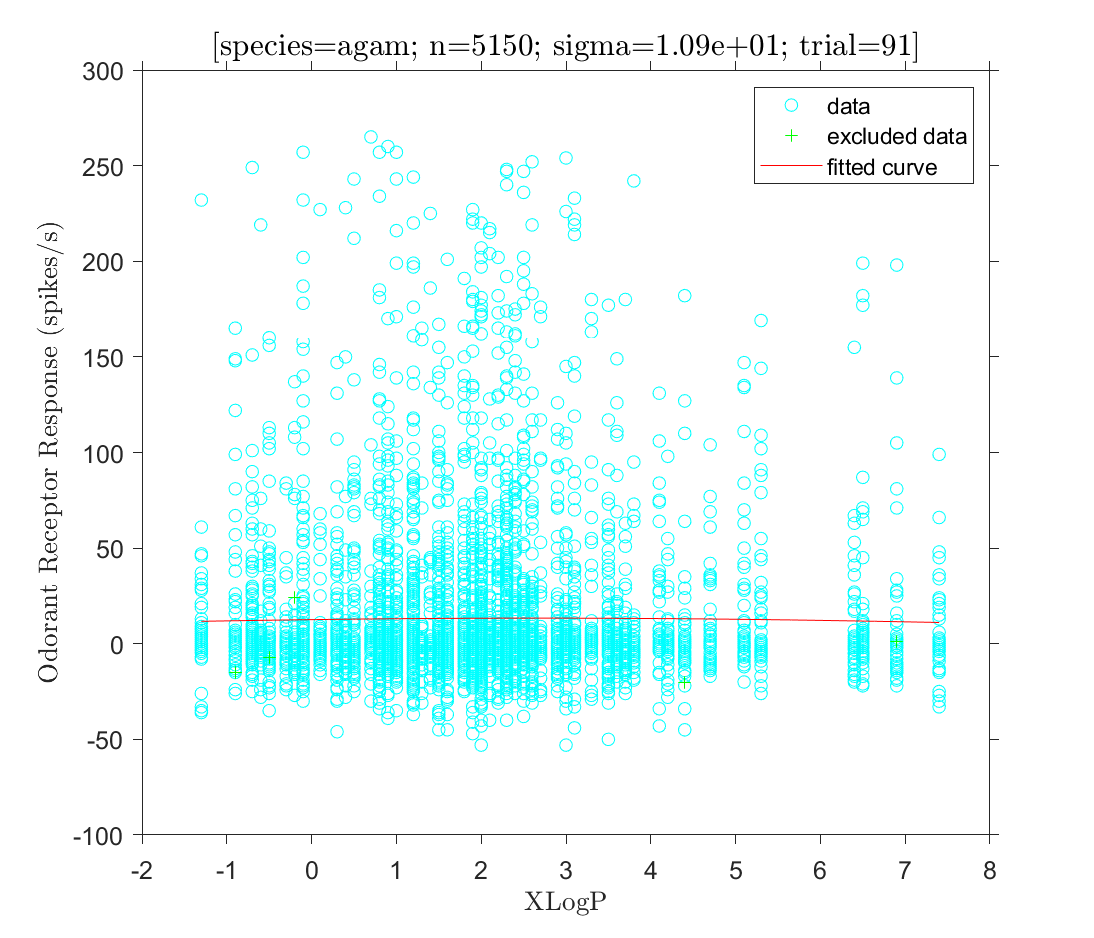 [species=agam; n=5150; sigma=1.09e+01; trial=91]
300
250
200
150
100
50
0
-50
-100
Odorant Receptor Response (spikes/s)
data
excluded data
fitted curve
-2 -1 0 1 2 3 4 5 6 7 8
XLogP